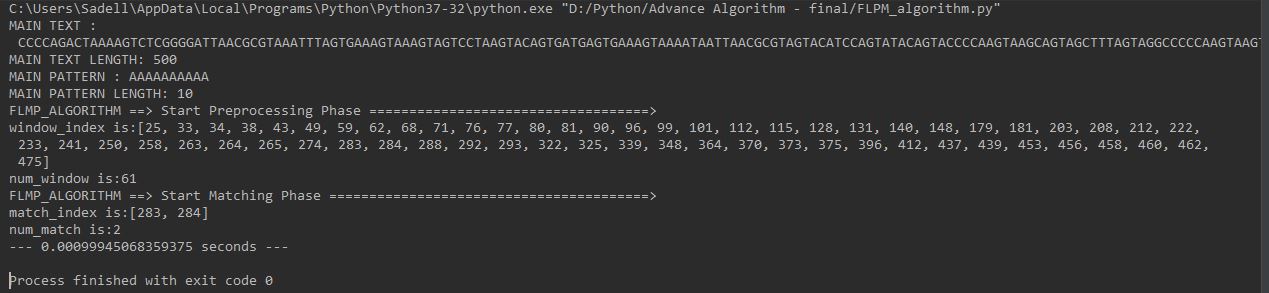 C:\Users\Sadell\AppData\Local\Programs\Python\Python37-32\python.exe "D:/Python/Advance Algorithm - final/FLPM_algorithm.py"
MAIN TEXT :
 CCCCAGACTAAAAGTCTCGGGGATTAACGCGTAAATTTAGTGAAAGTAAAGTAGTCCTAAGTACAGTGATGAGTGAAAGTAAAATAATTAACGCGTAGTACATCCAGTATACAGTACCCCAAGTAAGCAGTAGCTTTAGTAGGCCCCCAAGTAAGT
MAIN TEXT LENGTH: 500
MAIN PATTERN : AAAAAAAAAA
MAIN PATTERN LENGTH: 10
FLMP_ALGORITHM ==> Start Preprocessing Phase ===================================>
window_index is:[25, 33, 34, 38, 43, 49, 59, 62, 68, 71, 76, 77, 80, 81, 90, 96, 99, 101, 112, 115, 128, 131, 140, 148, 179, 181, 203, 208, 212, 222,
 233, 241, 250, 258, 263, 264, 265, 274, 283, 284, 288, 292, 293, 322, 325, 339, 348, 364, 370, 373, 375, 396, 412, 437, 439, 453, 456, 458, 460, 462,
 475]
num_window is:61
FLMP_ALGORITHM ==> Start Matching Phase ========================================>
match_index is:[283, 284]
num_match is:2
--- 0.00099945068359375 seconds ---
Process finished with exit code 0